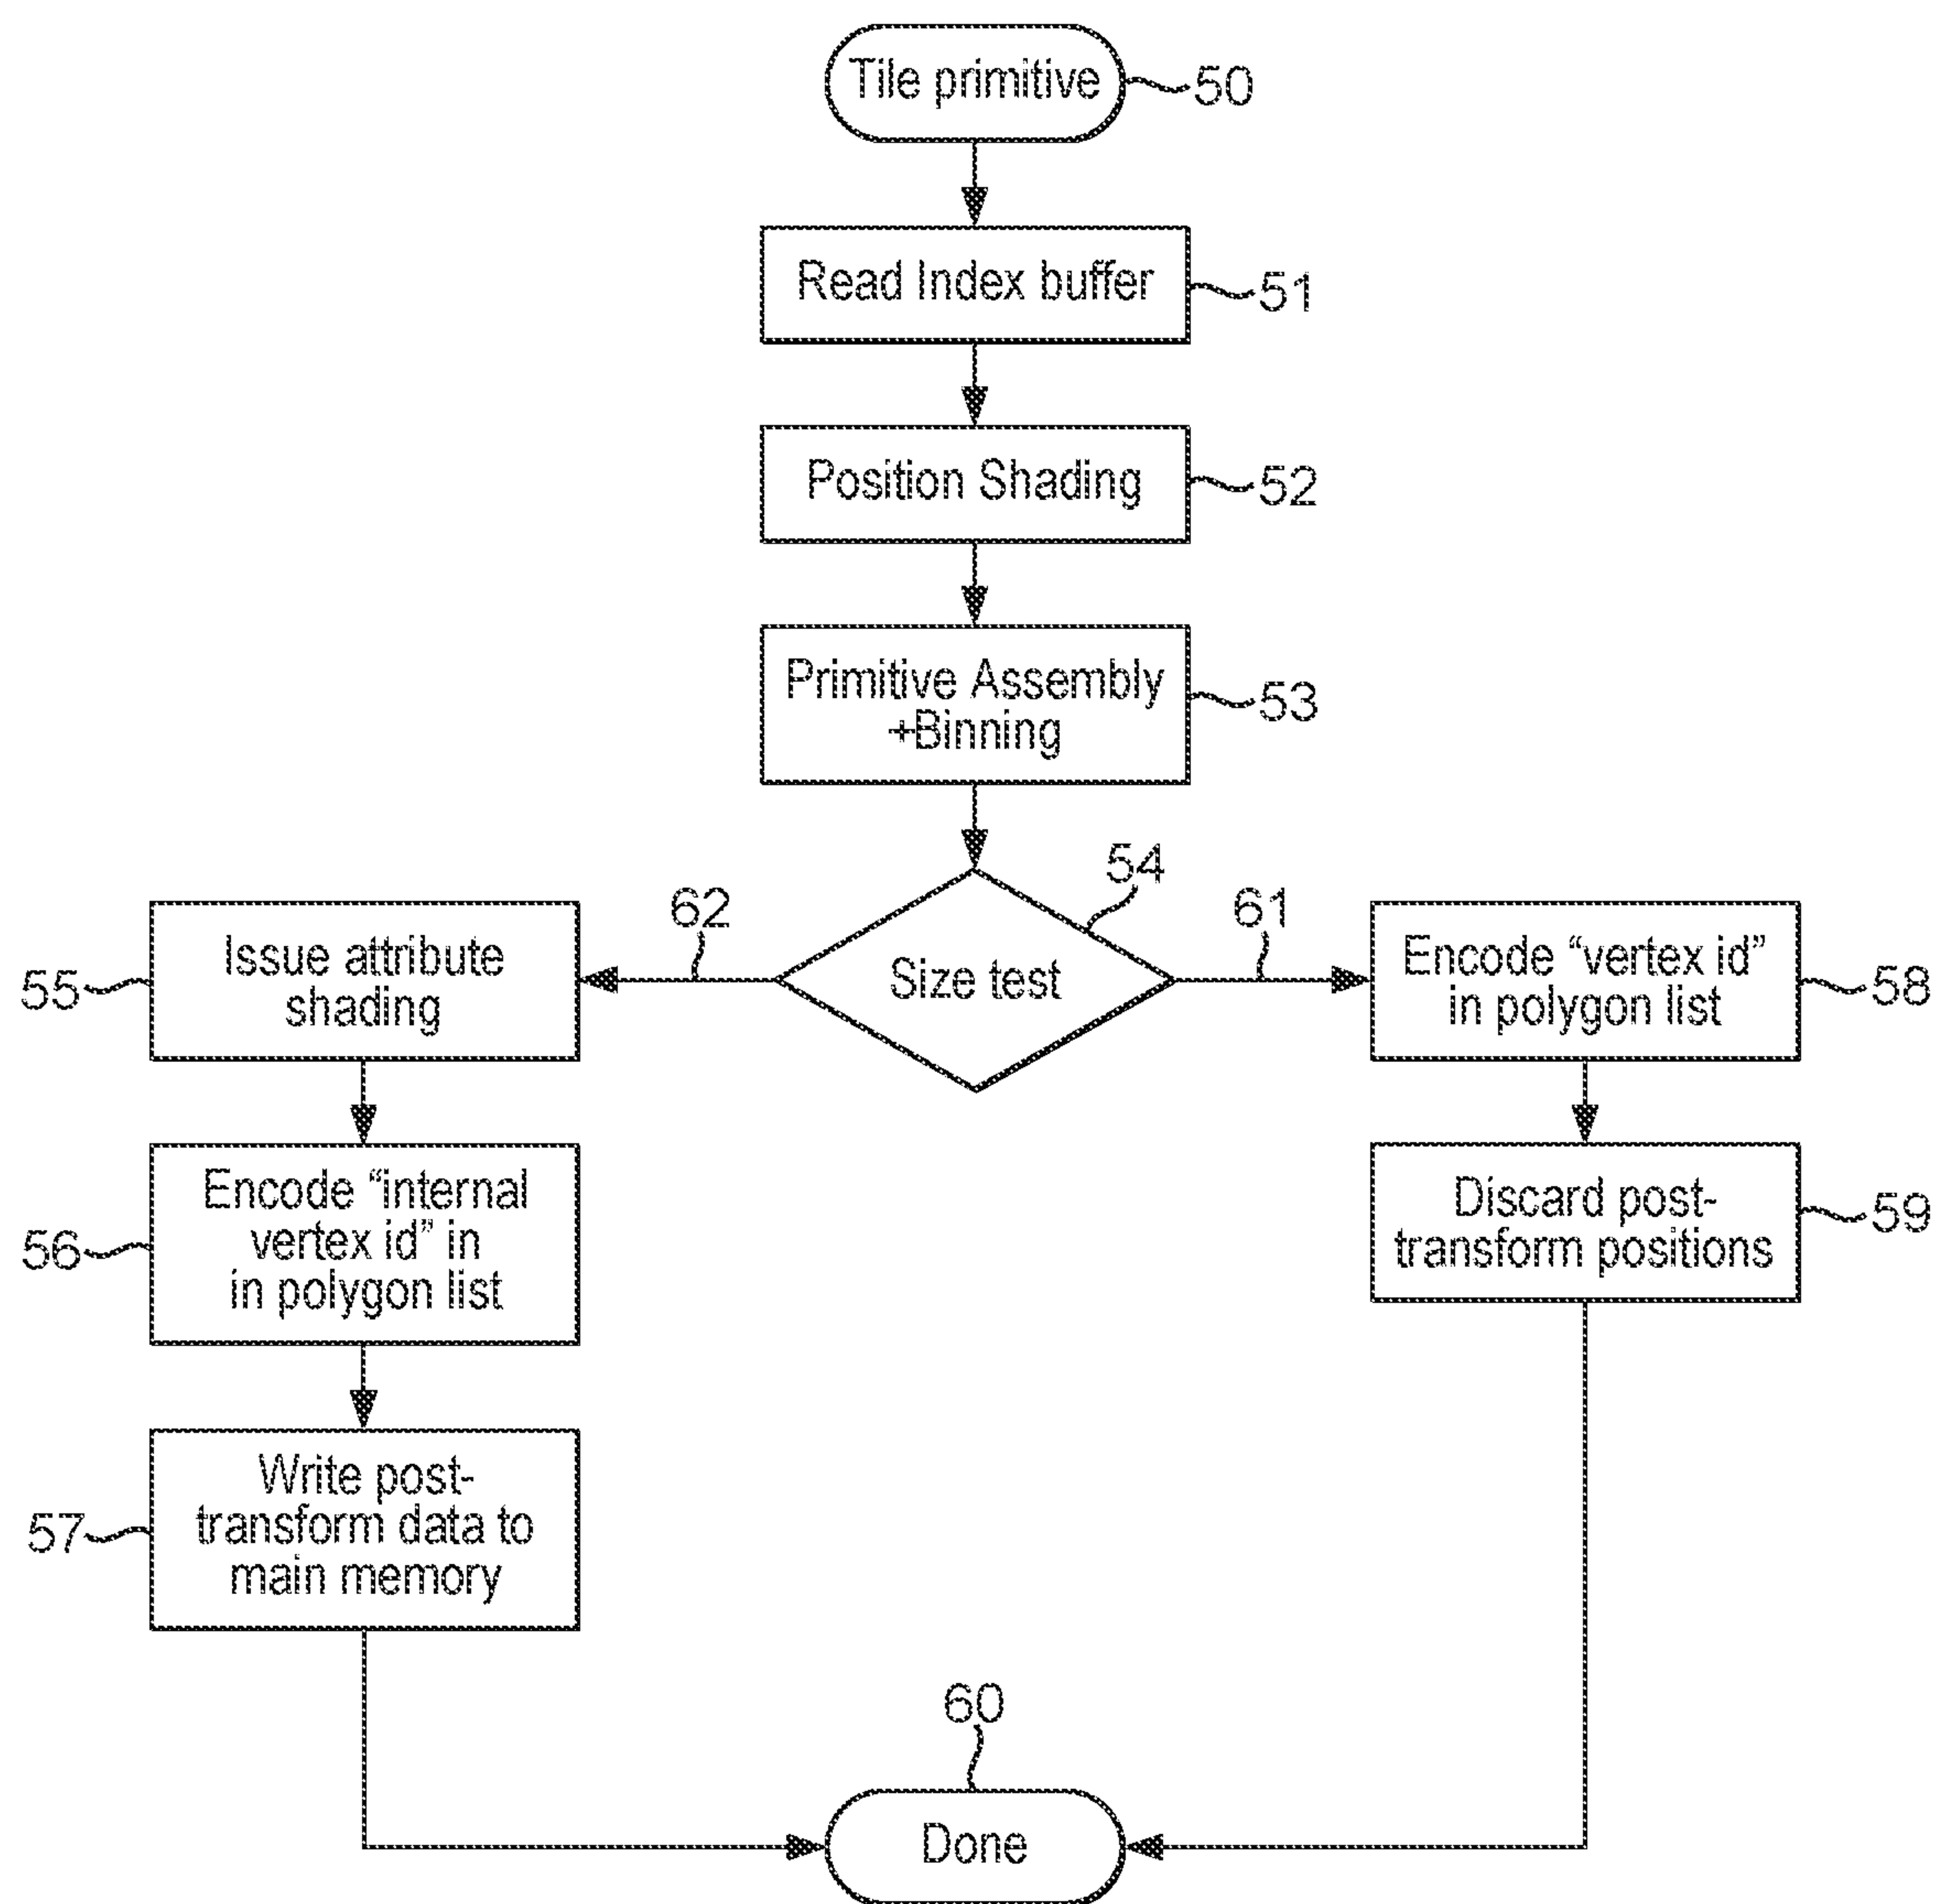 Tile primitive
50
Read Index buffer
51
Position Shading
52
Primitive Assembly
+Binning
53
54
Size test
62
61
Issue attribute
shading
55
Encode “vertex id”
in polygon list
58
Encode “internal
vertex id” in
in polygon list
56
Discard post-
transform positions
59
Write post-
transform data to
main memory
57
60
Done